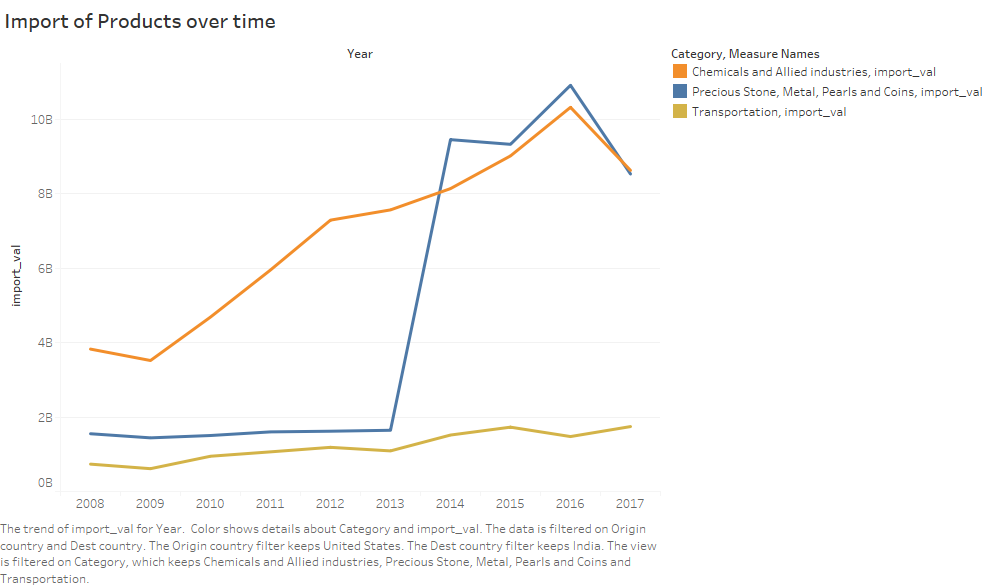 Import of Products over time
Year
Category, Measure Names
Chemicals and Allied industries, import_val
Precious Stone, Metal, Pearls and Coins, import_val
Transportation, import_val
10B
8B
6B
4B
2B
0B
import_val
2008 2009 2010 2011 2012 2013 2014 2015 2016 2017
The trend of import_val for Year.  Color shows details about Category and import_val. The data is filtered on Origin
country and Dest country. The Origin country filter keeps United States. The Dest country filter keeps India. The view
is filtered on Category, which keeps Chemicals and Allied industries, Precious Stone, Metal, Pearls and Coins and
Transportation.